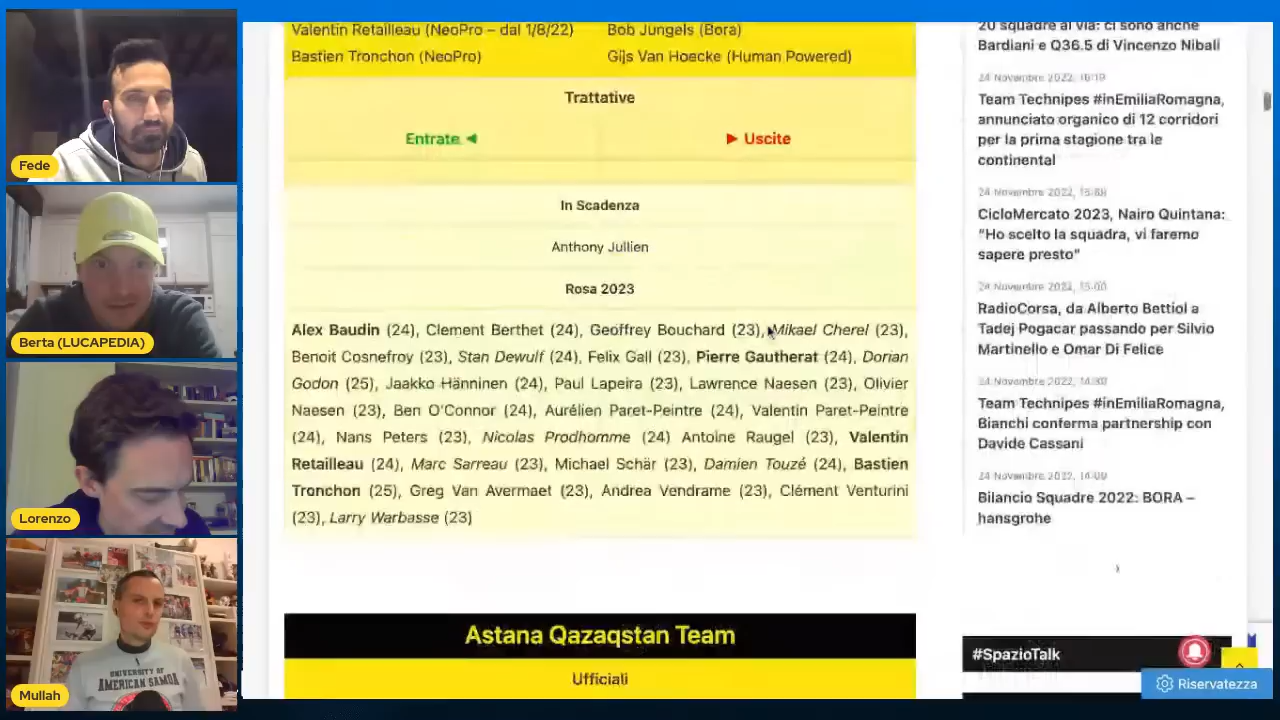 Fede
Berta (LUCAPEDIA)
Lorenzo
UNIVERSITY OF
AMERICAN SAMOA
Mullah
Valentin Retailleau (NeoPro – dal 1/8/22)
Bob Jungels (Bora)
Bastien Tronchon (NeoPro)
Gijs Van Hoecke (Human Powered)
Trattative
Entrate ◄
► Uscite
In Scadenza
Anthony Jullien
Rosa 2023
Alex Baudin (24), Clement Berthet (24), Geoffrey Bouchard (23), Mikael Cherel (23),
Benoit Cosnefroy (23), Stan Dewulf (24), Felix Gall (23), Pierre Gautherat (24), Dorian
Godon (25), Jaakko Hänninen (24), Paul Lapeira (23), Lawrence Naesen (23), Olivier
Naesen (23), Ben O'Connor (24), Aurélien Paret-Peintre (24), Valentin Paret-Peintre
(24), Nans Peters (23), Nicolas Prodhomme (24) Antoine Raugel (23), Valentin
Retailleau (24), Marc Sarreau (23), Michael Schär (23), Damien Touzé (24), Bastien
Tronchon (25), Greg Van Avermaet (23), Andrea Vendrame (23), Clément Venturini
(23), Larry Warbasse (23)
Astana Qazaqstan Team
Ufficiali
20 squadre al via: ci sono anche
Bardiani e Q36.5 di Vincenzo Nibali
24 Novembre 2022,
Team Technipes #inEmiliaRomagna,
annunciato organico di 12 corridori
per la prima stagione tra le
continental
24 Novembre 2022,
CicloMercato 2023, Nairo Quintana:
“Ho scelto la squadra, vi faremo
sapere presto”
24 Novembre 2022, 15:00
RadioCorsa, da Alberto Bettiol a
Tadej Pogacar passando per Silvio
Martinello e Omar Di Felice
24 Novembre 2022,
Team Technipes #inEmiliaRomagna,
Bianchi conferma partnership con
Davide Cassani
24 Novembre 2022, 14:00
Bilancio Squadre 2022: BORA –
hansgrohe
#SpazioTalk
Riservatezza